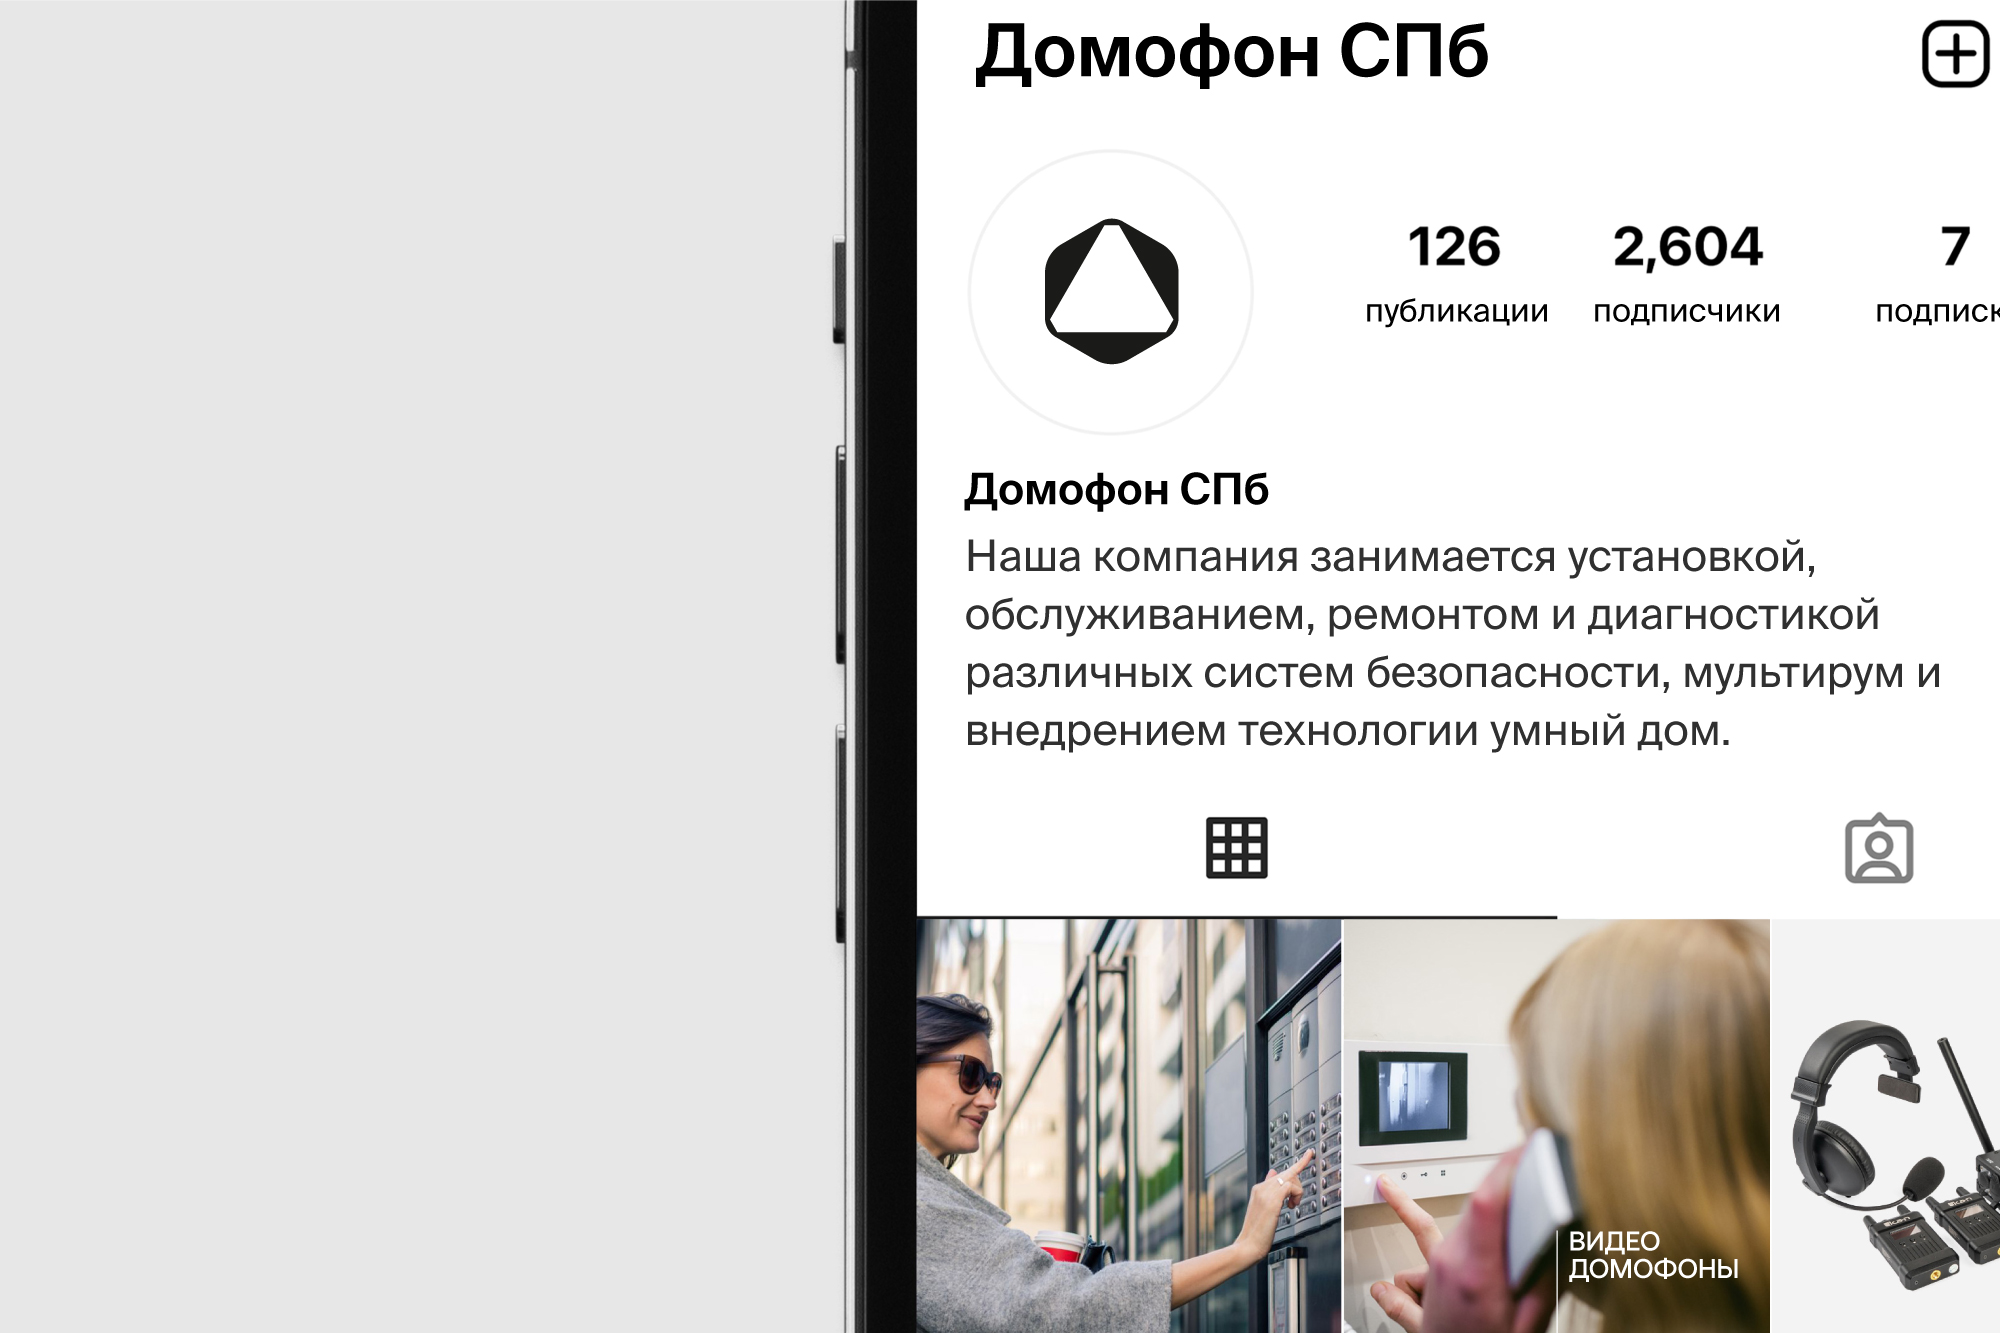 Домофон СПб
126 2,604 7
публикации подписчики подписк
Домофон СПб
Наша компания занимается установкой,
обслуживанием, ремонтом и диагностикой
различных систем безопасности, мультирум и
внедрением технологии умный дом.
ВИДЕО
ДОМОФОНЫ